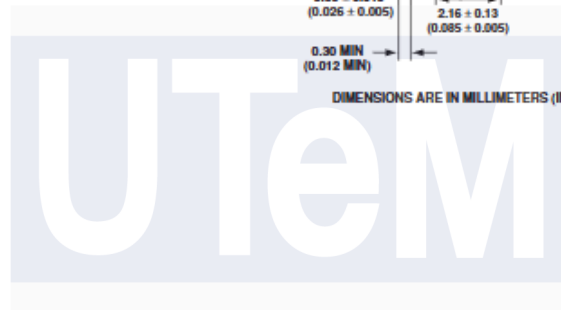 (0.026 ± 0.005)
2.16 ± 0.13
(0.085 ± 0.005)
0.30 MIN
(0.012 MIN)
DIMENSIONS ARE IN MILLIMETERS
UTeM